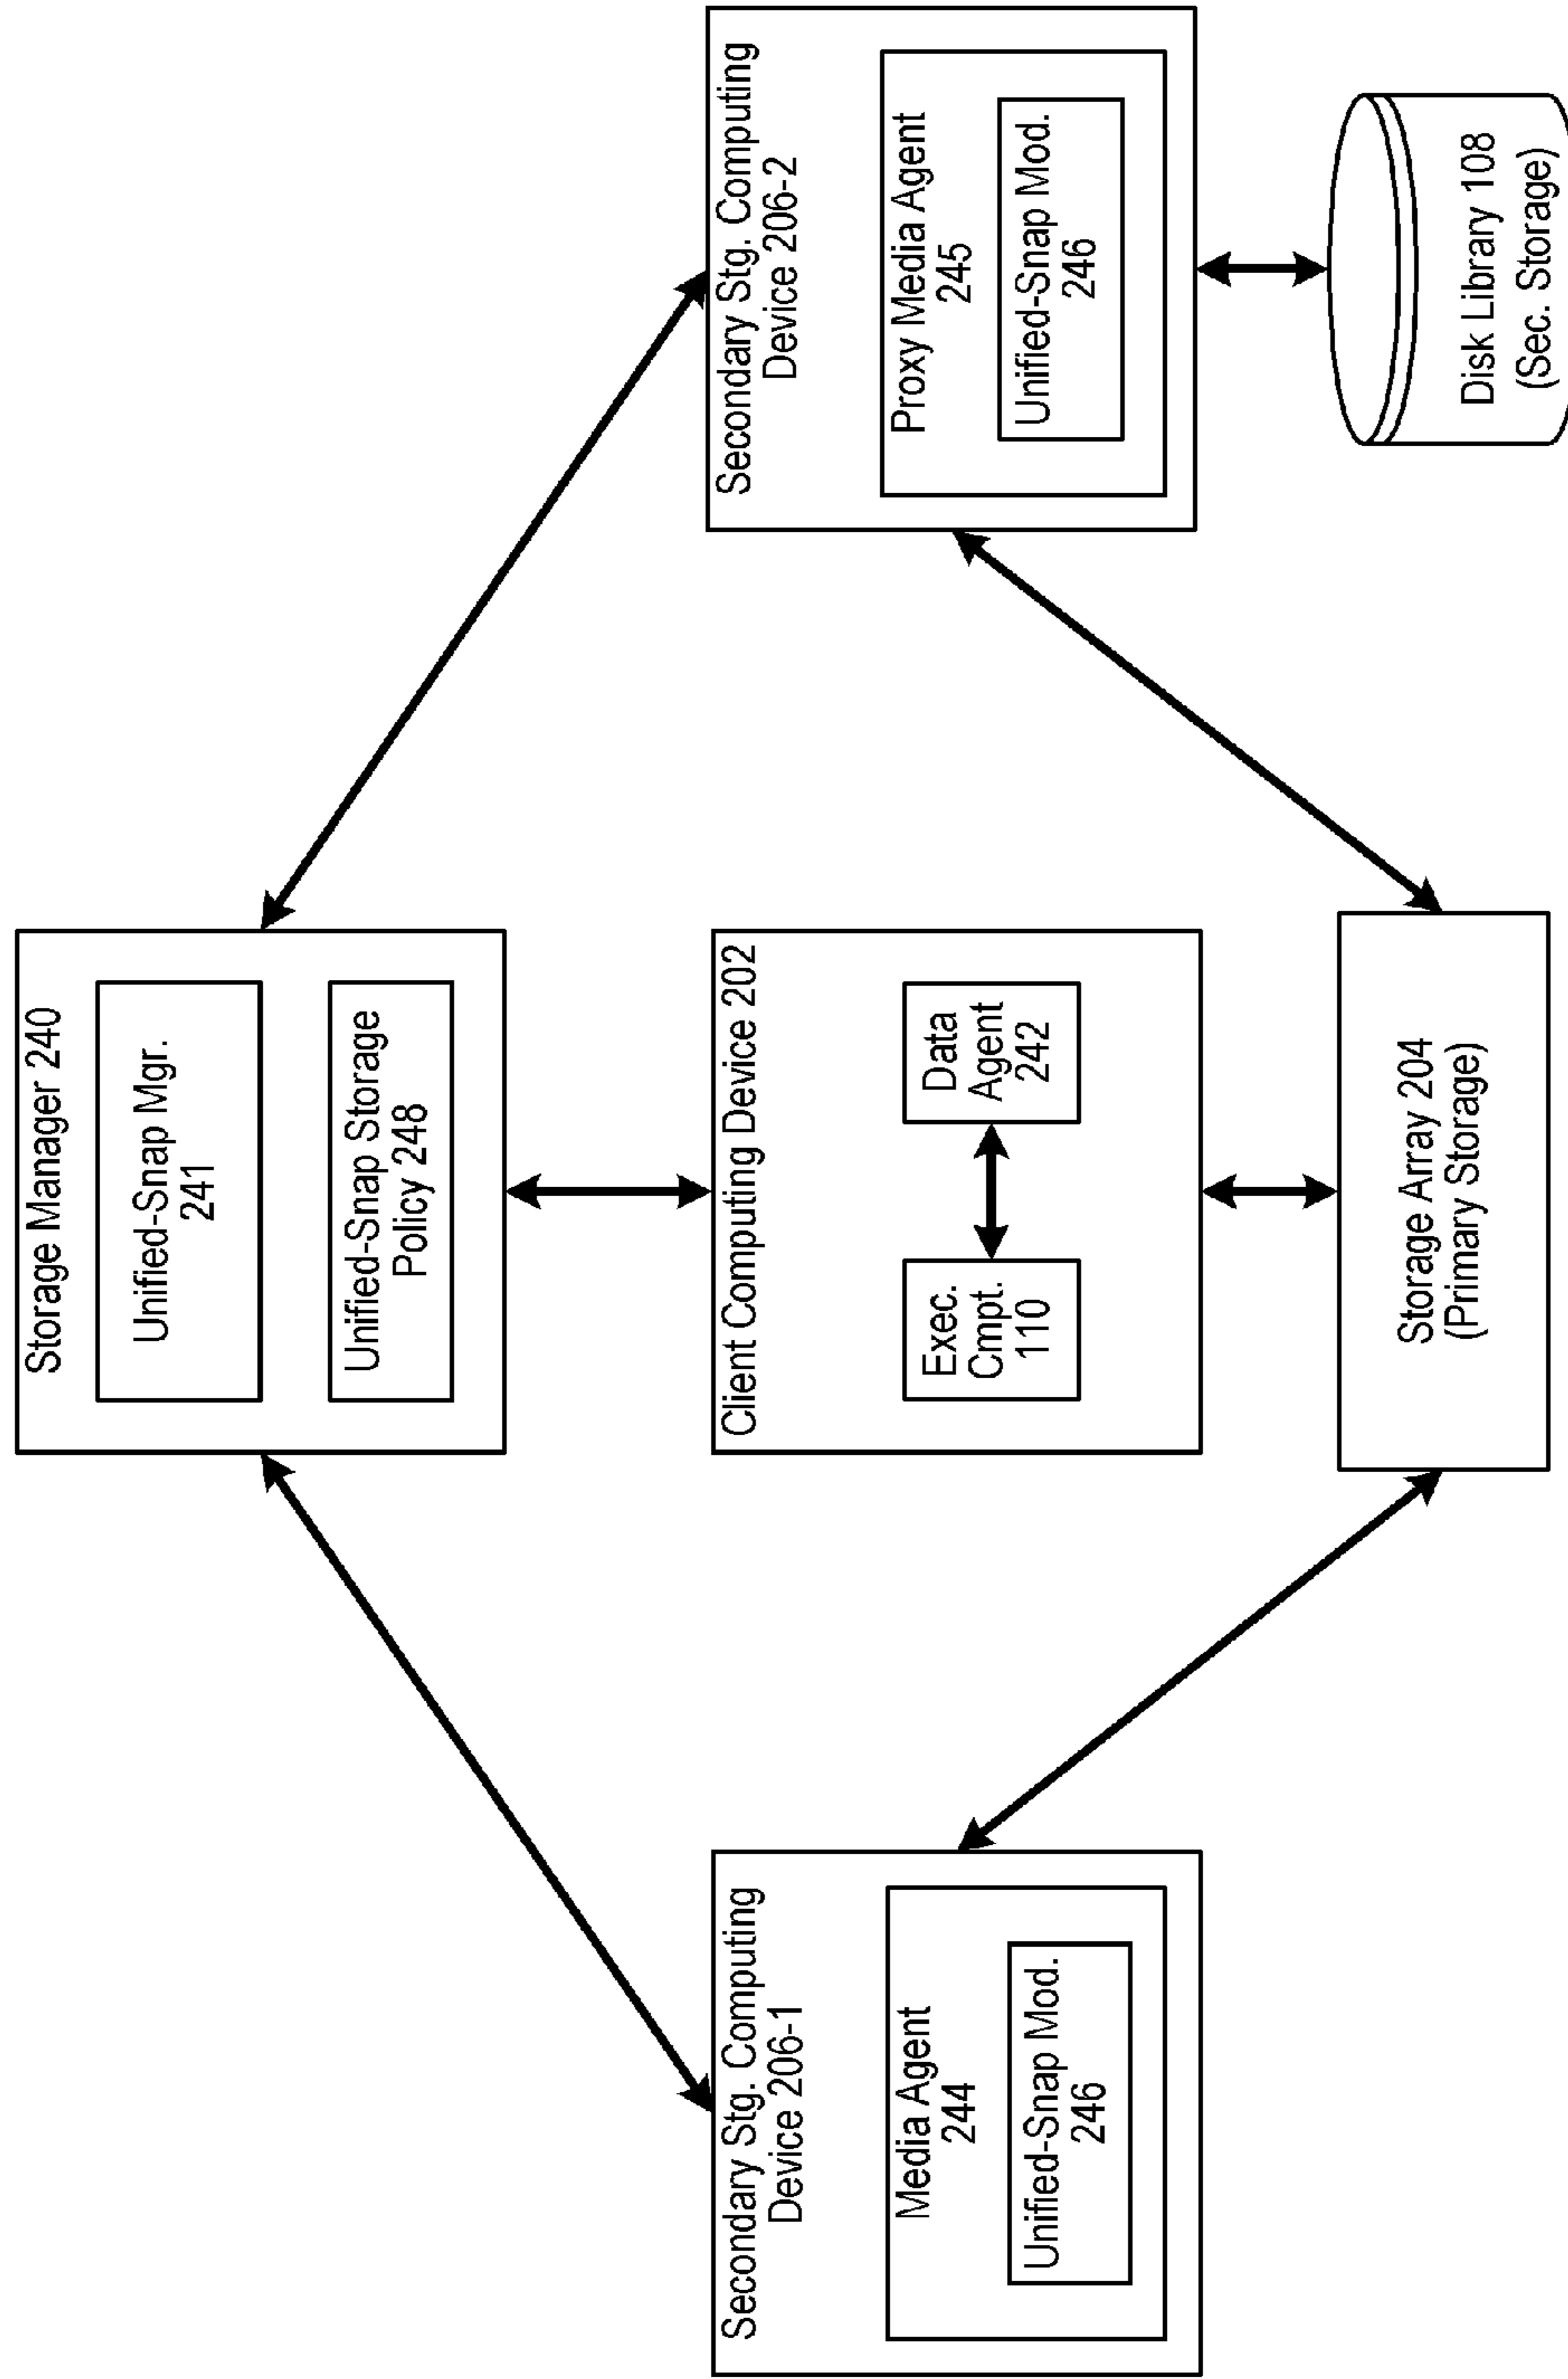 Storage Manager 240
Unified-Snap Mgr.
241
Unified-Snap Storage
Policy 248
Secondary Stg. Computing
Device 206-1
Media Agent
244
Unified-Snap Mod.
246
Client Computing Device 202
Exec.
Cmpt.
110
Data
Agent
242
Secondary Stg. Computing
Device 206-2
Proxy Media Agent
245
Unified-Snap Mod.
246
Storage Array 204
(Primary Storage)
Disk Library 108
(Sec. Storage)